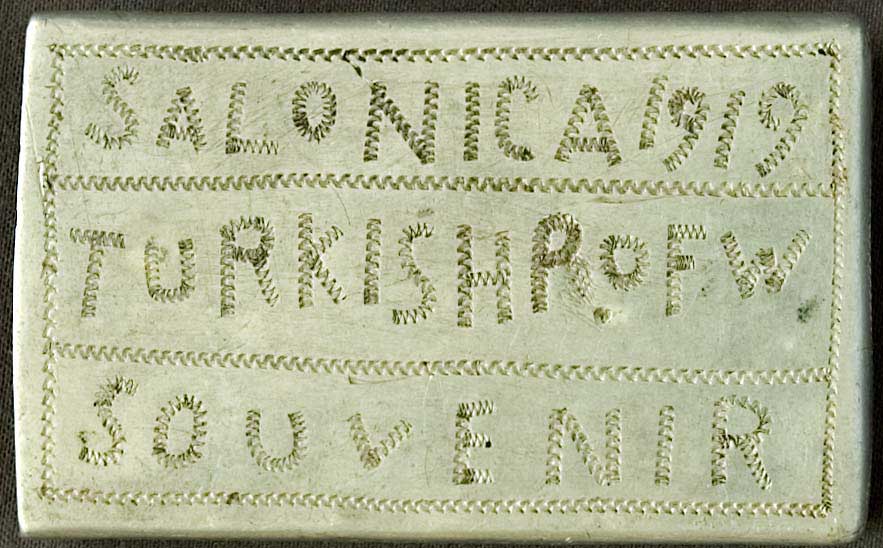 SALONICA 1919
TURKISH P. OF W
SOUVENIR